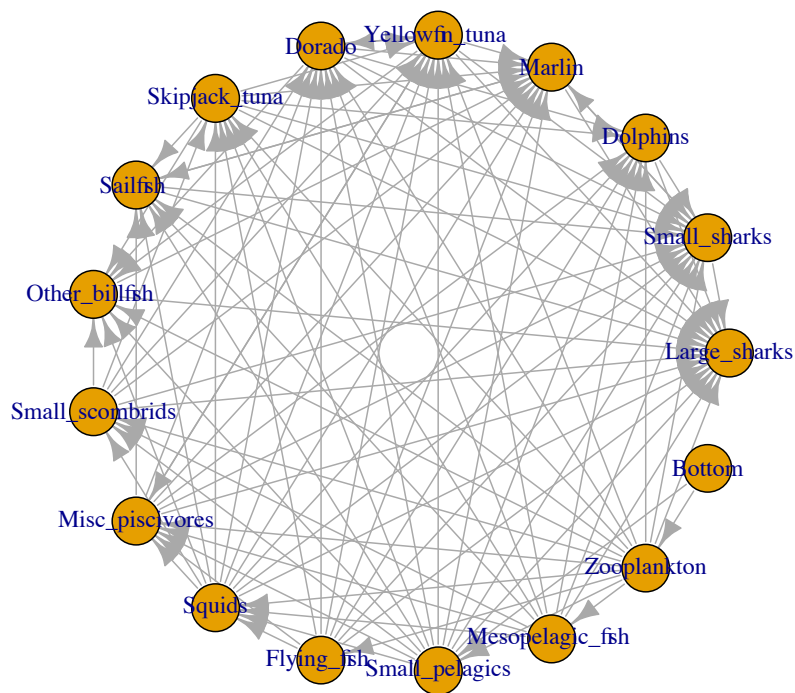 Yellowfin_tuna
Dorado
Marlin
Skipjack_tuna
Dolphins
Sailfish
Small_sharks
Other_billfish
Large_sharks
Small_scombrids
Bottom
Misc_piscivores
Zooplankton
Squids
Mesopelagic_fish
Flying_fish
Small_pelagics